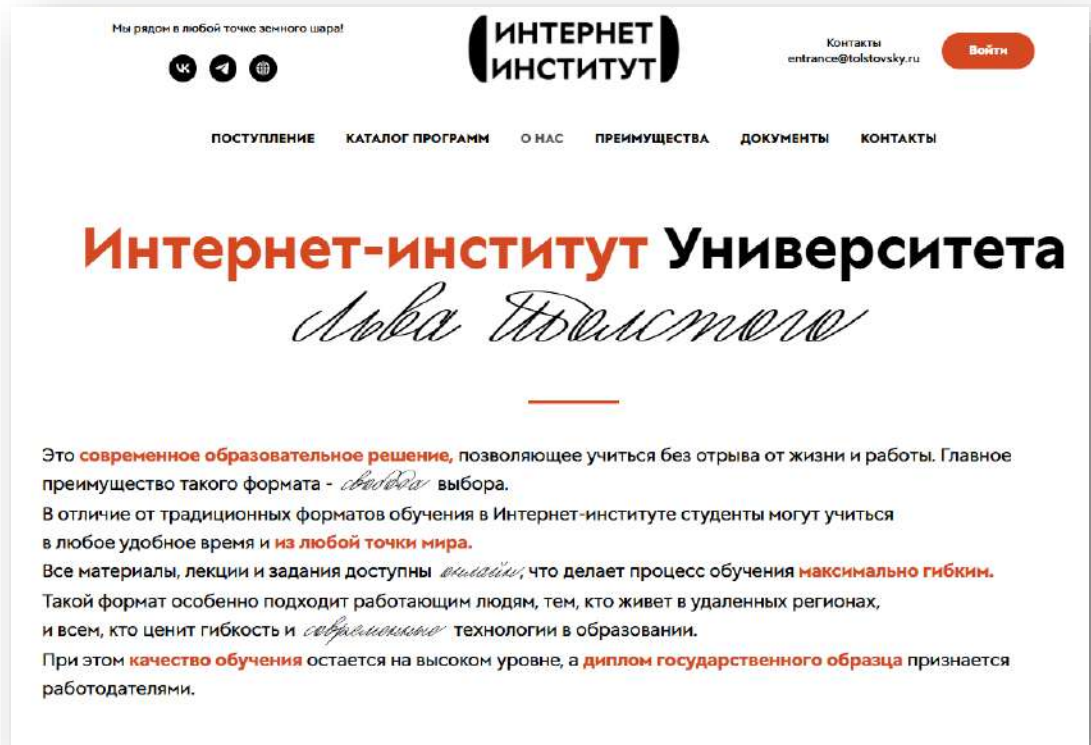 Мы рядом в любой точке земного шара!
ИНТЕРНЕТ
ИНСТИТУТ
Контакты
entrance@tolstovsky.ru
Войти
ПОСТУПЛЕНИЕ КАТАЛОГ ПРОГРАММ О НАС ПРЕИМУЩЕСТВА ДОКУМЕНТЫ КОНТАКТЫ
Интернет-институт Университета
Льва Толстого
Это современное образовательное решение, позволяющее учиться без отрыва от жизни и работы. Главное
преимущество такого формата - свобода выбора.
В отличие от традиционных форматов обучения в Интернет-институте студенты могут учиться
в любое удобное время и из любой точки мира.
Все материалы, лекции и задания доступны онлайн, что делает процесс обучения максимально гибким.
Такой формат особенно подходит работающим людям, тем, кто живет в удаленных регионах,
и всем, кто ценит гибкость и современные технологии в образовании.
При этом качество обучения остается на высоком уровне, а диплом государственного образца признается
работодателями.